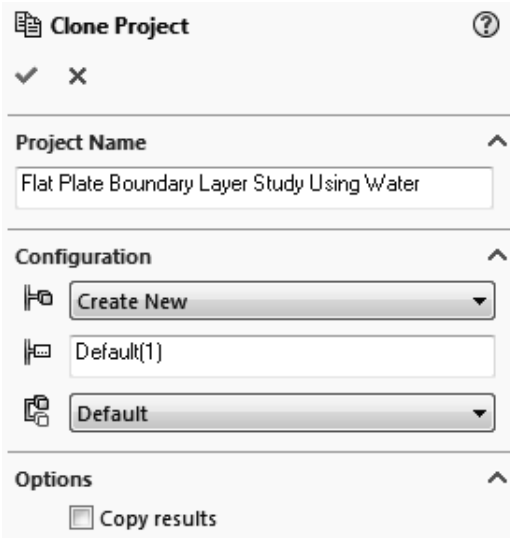 Clone Project
Project Name
Flat Plate Boundary Layer Study Using Water
Configuration
Create New
Default(1)
Default
Options
Copy results